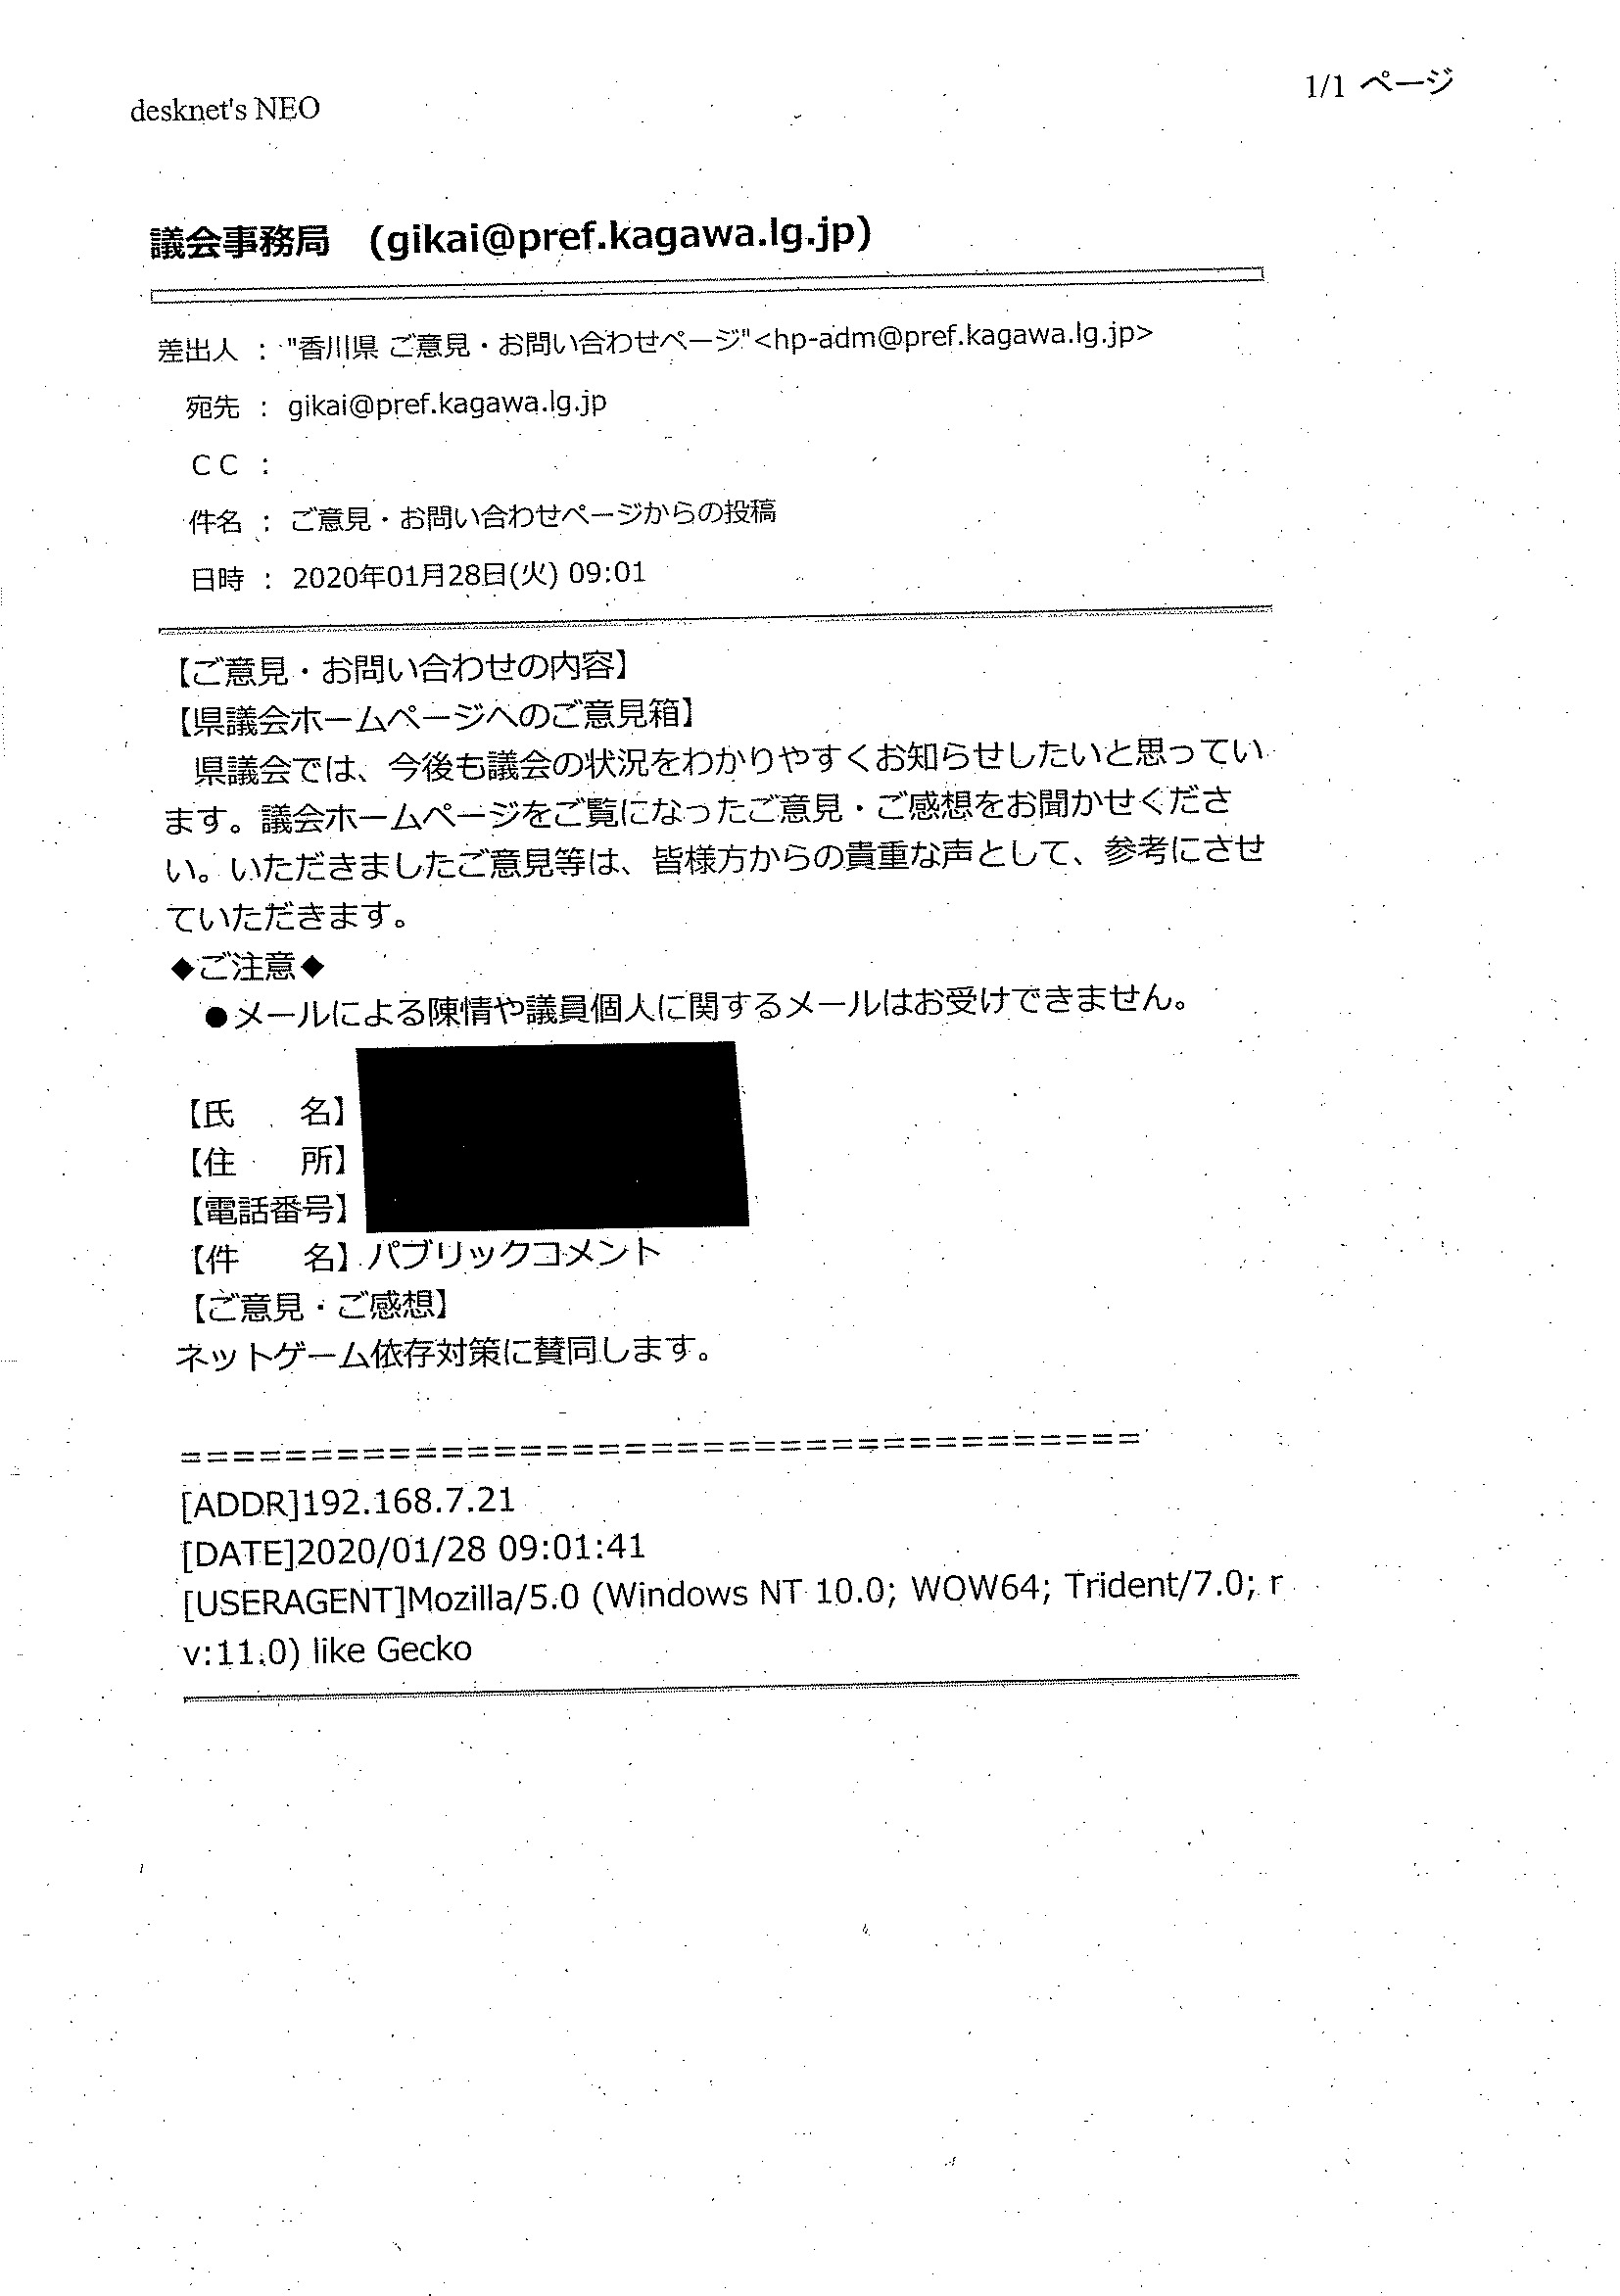 desknet's NEO
1/1 ページ
議会事務局 (gikai@pref.kagawa.lg.jp)
差出人 : "香川県 ご意見・お問い合わせページ"<hp-adm@pref.kagawa.lg.jp>
宛先 : gikai@pref.kagawa.lg.jp
CC :
件名 : ご意見・お問い合わせページからの投稿
日時 : 2020年01月28日(火) 09:01
【ご意見・お問い合わせの内容】
【県議会ホームページへのご意見箱】
県議会では、今後も議会の状況をわかりやすくお知らせしたいと思ってい
ます。議会ホームページをご覧になったご意見・ご感想をお聞かせくださ
い。いただきましたご意見等は、皆様方からの貴重な声として、参考にさせ
ていただきます。
◆ご注意◆
●メールによる陳情や議員個人に関するメールはお受けできません。
【氏　　名】
【住　　所】
【電話番号】
【件　　名】パブリックコメント
【ご意見・ご感想】
ネットゲーム依存対策に賛同します。
=====================================
[ADDR]192.168.7.21
[DATE]2020/01/28 09:01:41
[USERAGENT]Mozilla/5.0 (Windows NT 10.0; WOW64; Trident/7.0; r
v:11.0) like Gecko